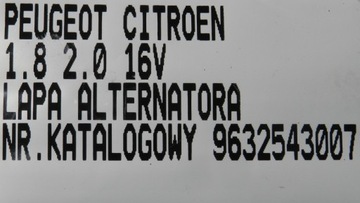 PEUGEOT CITROEN
1.8 2.0 16V
LAPA ALTERNATORA
NR.KATALOGOWY 9632543007